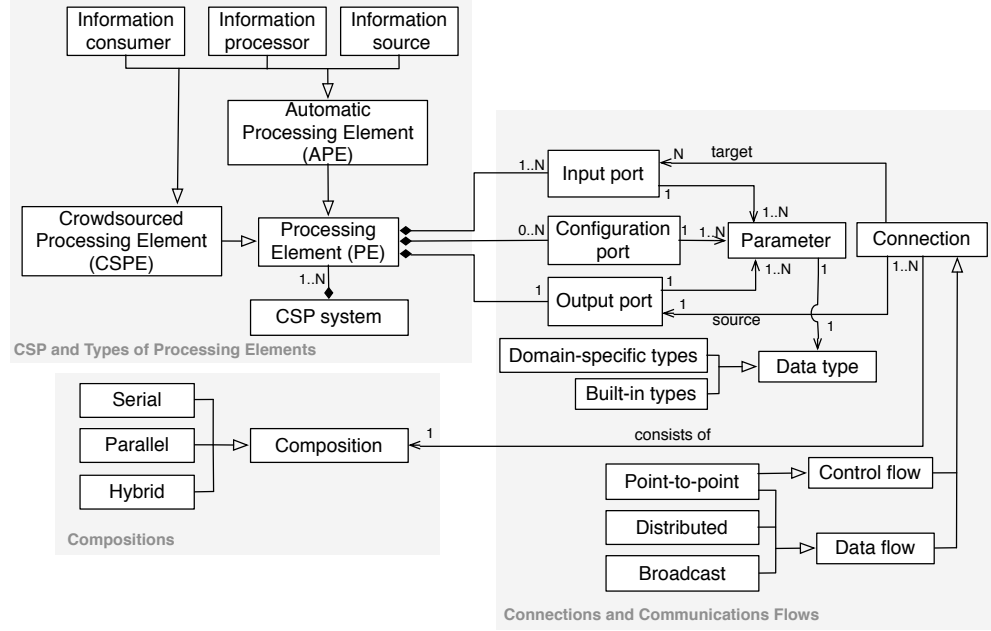 Information
consumer
Information
processor
Information
source
Automatic
Processing Element
(APE)
Crowdsourced
Processing Element
(CSPE)
Processing
Element (PE)
1..N
CSP system
CSP and Types of Processing Elements
1..N
Input port
1
N
target
1..N
0..N
Configuration
port
1
1..N
Parameter
Connection
1
Output port
1
1..N
1
1..N
1
source
1
Domain-specific types
Built-in types
Data type
Serial
Parallel
Hybrid
Composition
1
consists of
Compositions
Point-to-point
Distributed
Broadcast
Control flow
Data flow
Connections and Communications Flows